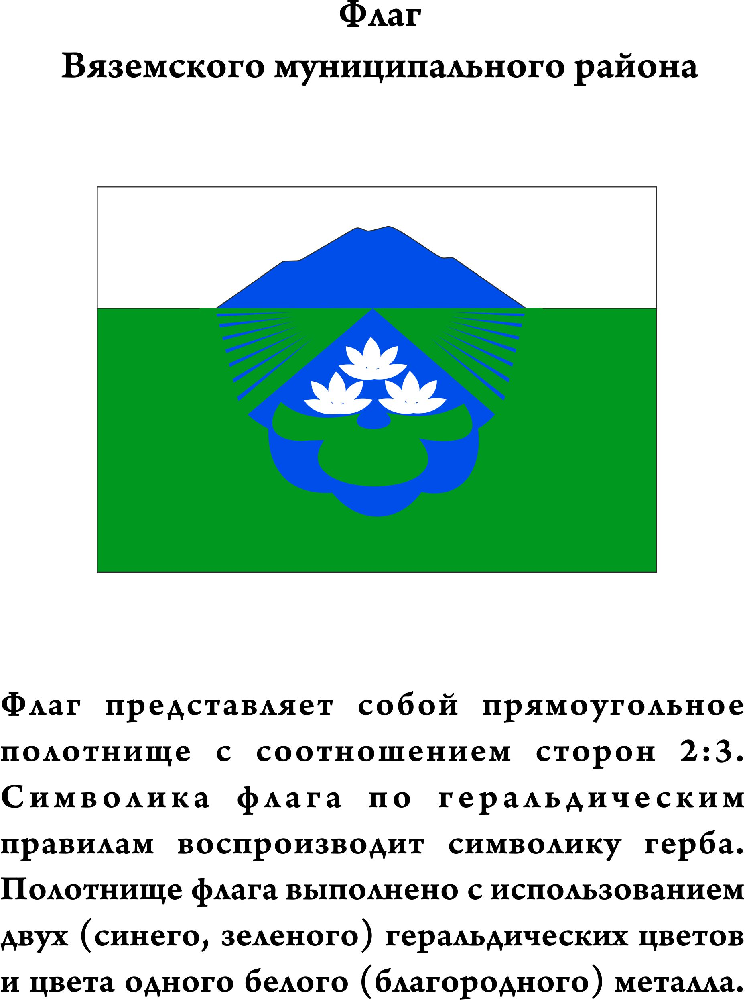 Флаг
Вяземского муниципального района
Флаг представляет собой прямоугольное
полотнище с соотношением сторон 2:3.
Символика флага по геральдическим
правилам воспроизводит символику герба.
Полотнище флага выполнено с использованием
двух (синего, зеленого) геральдических цветов
и цвета одного белого (благородного) метала.